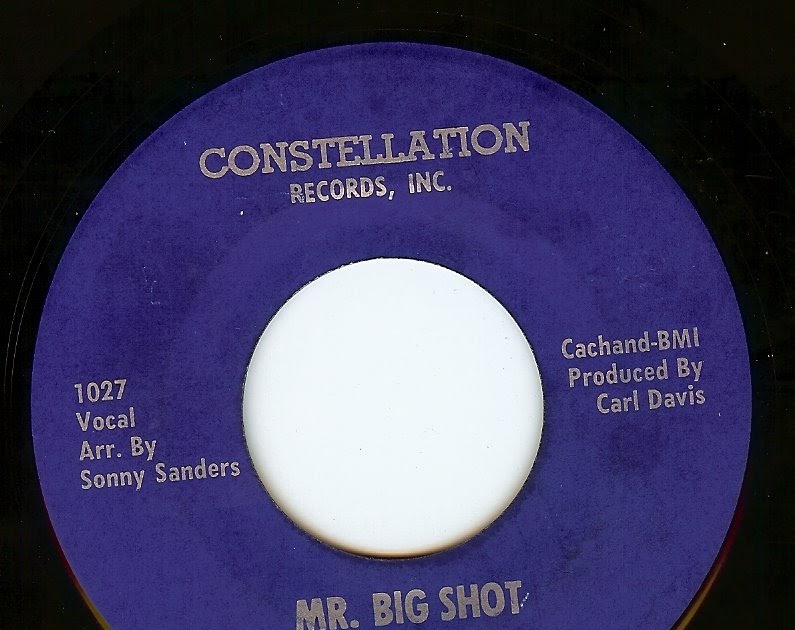 CONSTELLATION
RECORDS, INC.
1027
Vocal
Arr. By
Sonny Sanders
Cachand-BMI
Produced By
Carl Davis
MR. BIG SHOT